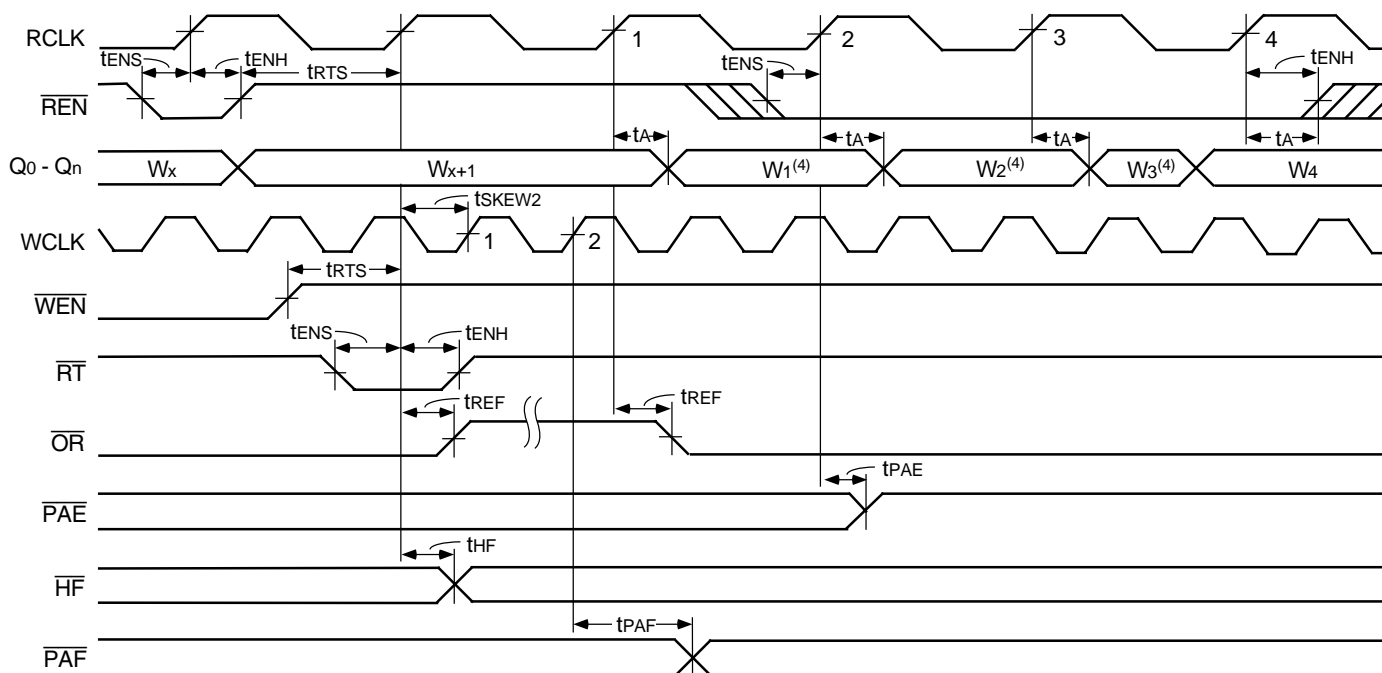 RCLK 1 2 3 4
tENS tENH tRTS tENS tENH
REN
tA tA tA tA
Q0 - Qn Wx Wx+1 W1(4) W2(4) W3(4) W4
tSKEW2
WCLK 1 2
tRTS
WEN
tENS tENH
RT
tREF tREF
OR
tPAE
PAE
tHF
HF
tPAF
PAF